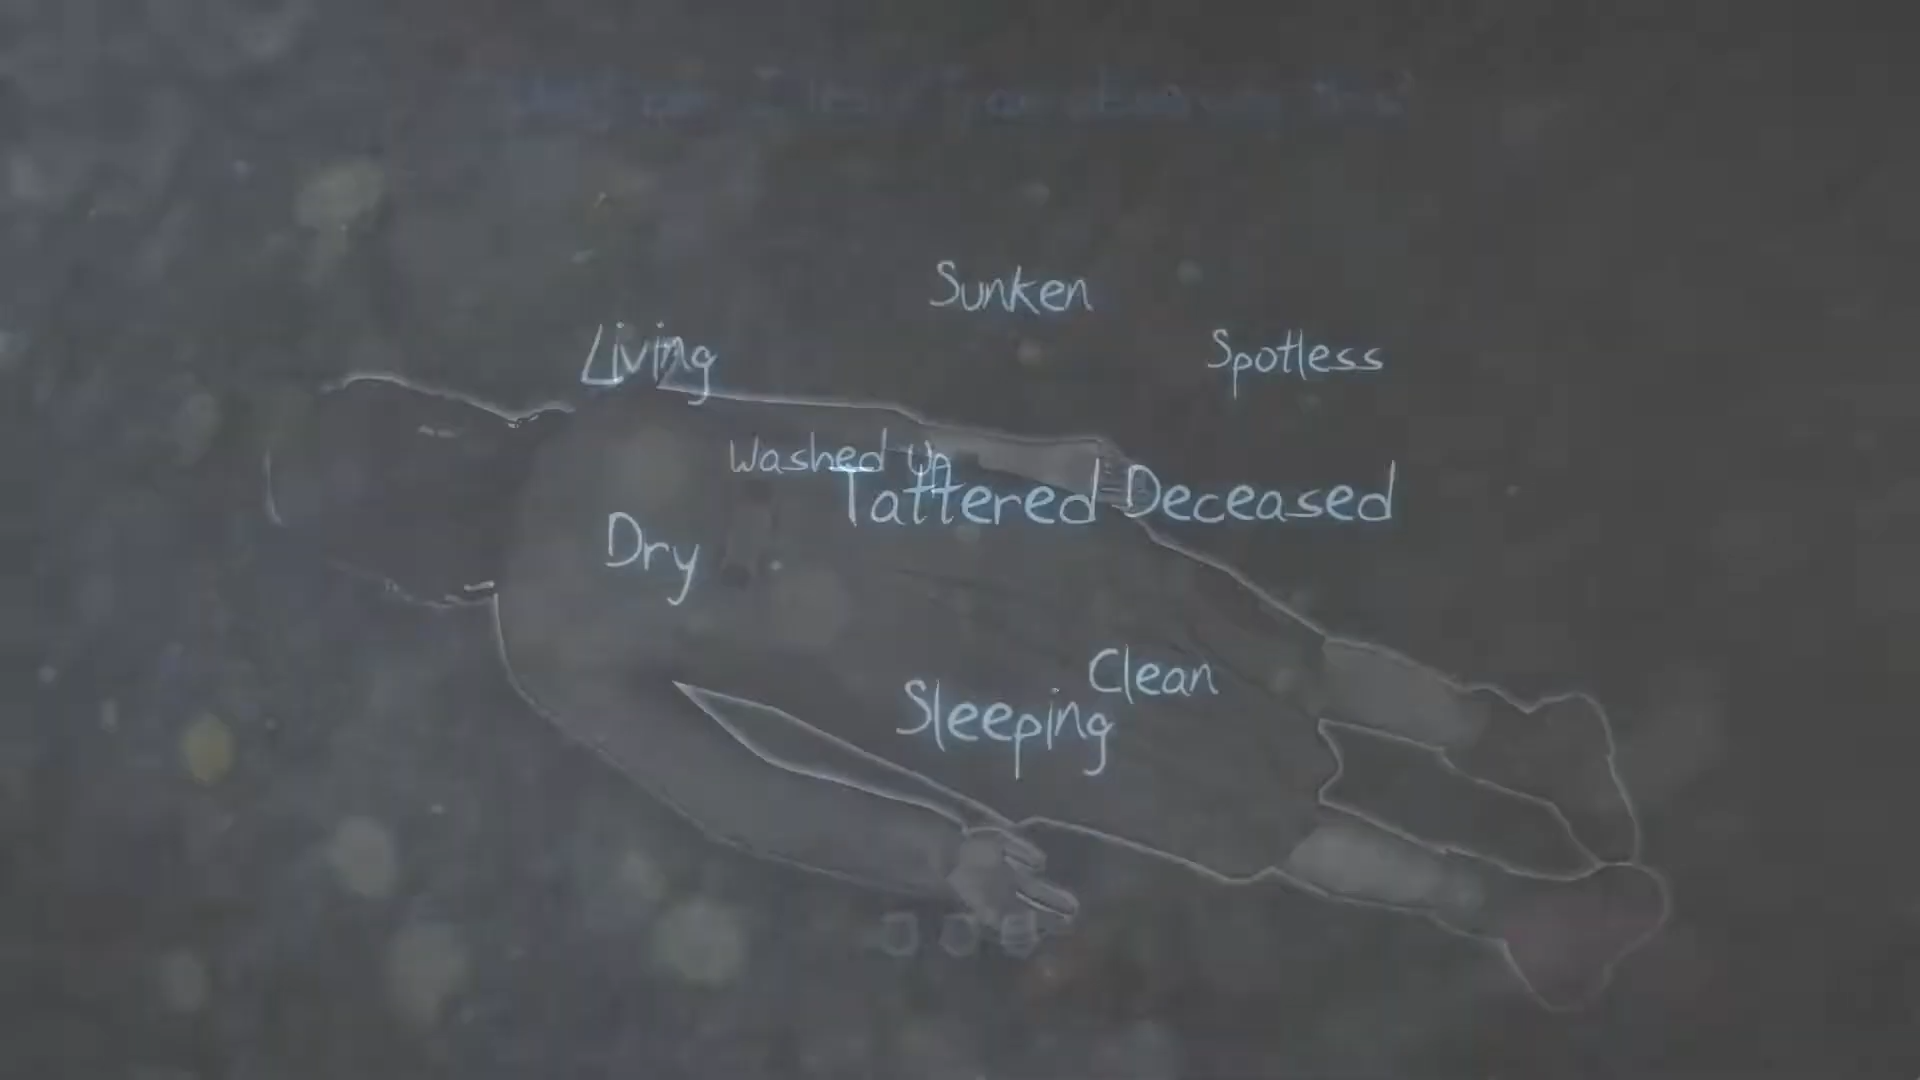 Sunken
Living
Spotless
Washed Up
Tattered
Deceased
Dry
Clean
Sleeping